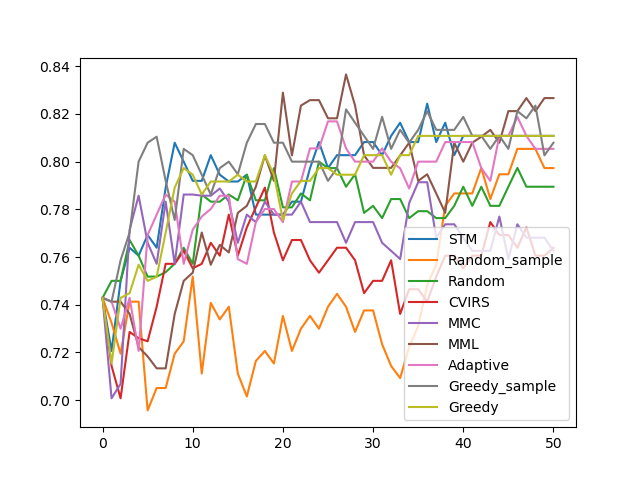 0.84
0.82
0.80
0.78
0.76
0.74
0.72
0.70
0
10
20
30
40
50
STM
Random_sample
Random
CVIRS
MMC
MML
Adaptive
Greedy_sample
Greedy